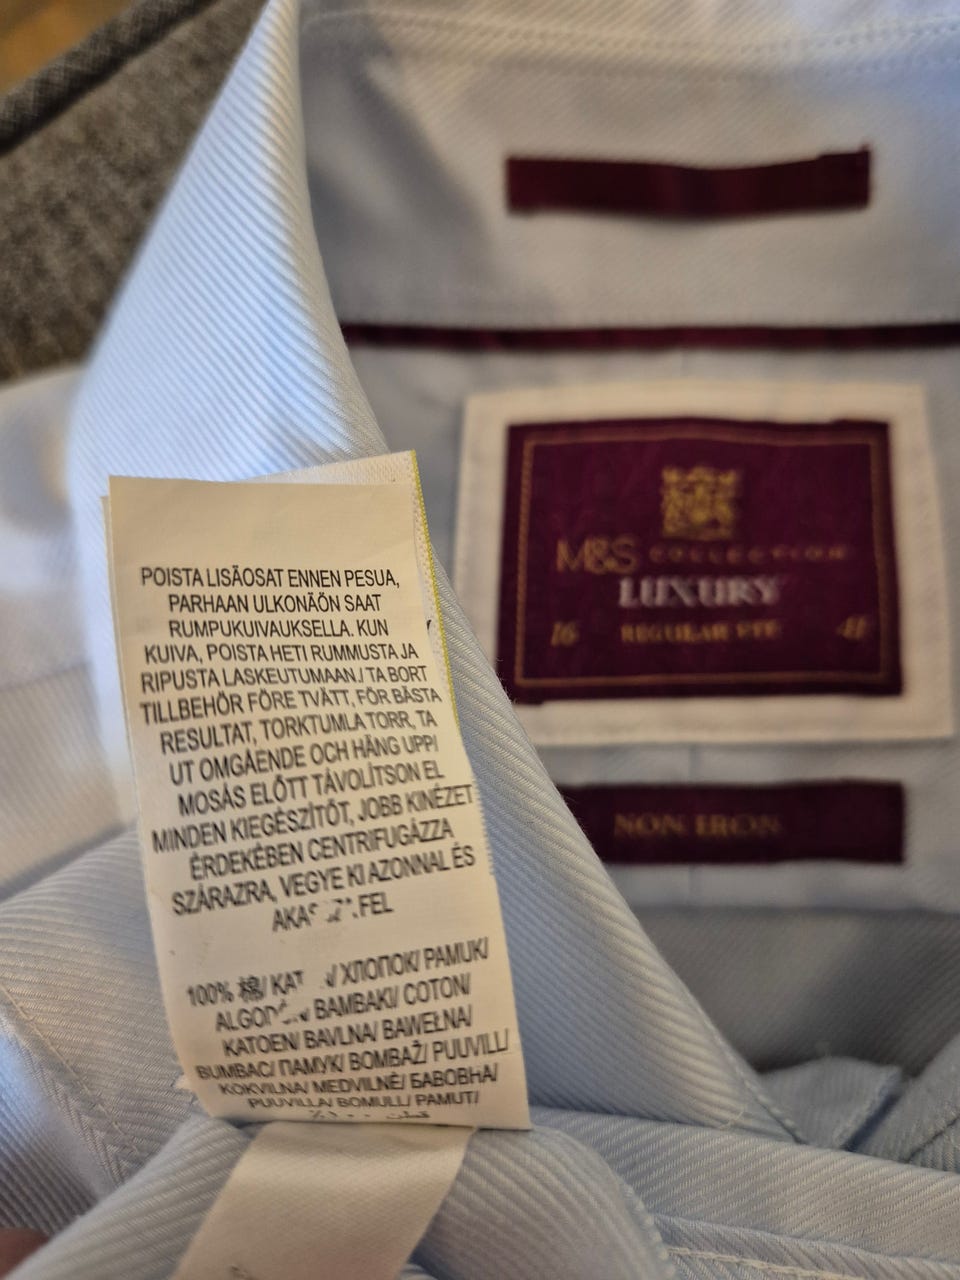 POISTA LISÄOSAT ENNEN PESUA,
PARHAAN ULKONÄÖN SAAT
RUMPUKUIVAUKSELLA. KUN
KUIVA, POISTA HETI RUMMUSTA JA
RIPUSTA LASKEUTUMAAN./ TA BORT
TILLBEHÖR FÖRE TVÄTT, FÖR BÄSTA
RESULTAT, TORKTUMLA TORR, TA
UT OMGÅENDE OCH HÄNG UPP/
MOSÁS ELŐTT TÁVOLÍTSON EL
MINDEN KIEGÉSZÍTŐT, JOBB KINÉZET
ÉRDEKÉBEN CENTRIFUGÁZZA
SZÁRAZRA, VEGYE KI AZONNAL ÉS
FEL
100% 棉/ ХЛОПОК/ PAMUK/
BAMBAKI/ COTON/
KATOEN/ BAVLNA/ BAWEŁNA/
BUMBAC/ ПАМУК/ BOMBAŽ/ PUUVILL/
KOKVILNA/ MEDVILNĖ/ БАВОВНА/
PUUVILLA/ BOMULL/ PAMUT/
M&S COLLECTION
LUXURY
16 REGULAR 41
NON IRON